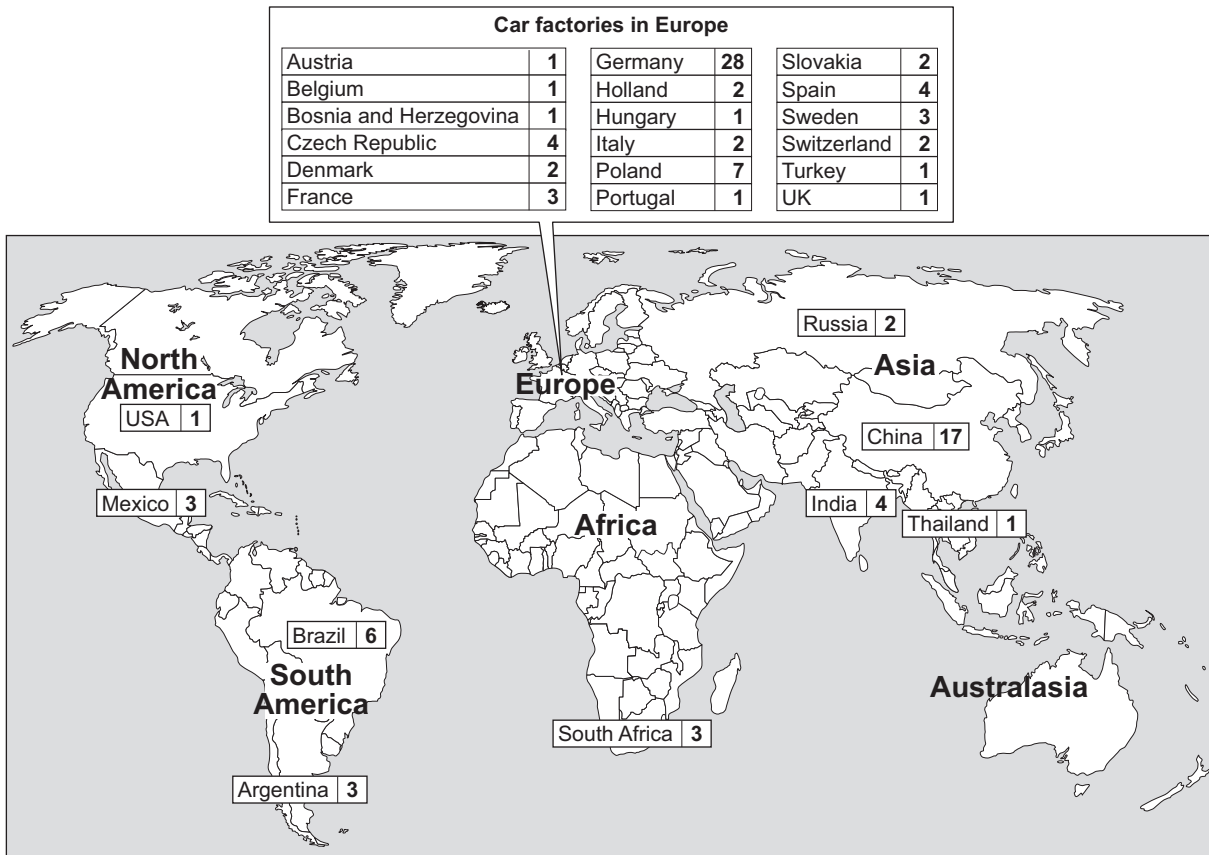 Car factories in Europe
Austria 1
Belgium 1
Bosnia and Herzegovina 1
Czech Republic 4
Denmark 2
France 3
Germany 28
Holland 2
Hungary 1
Italy 2
Poland 7
Portugal 1
Slovakia 2
Spain 4
Sweden 3
Switzerland 2
Turkey 1
UK 1
North
America
USA 1
Mexico 3
Brazil 6
South
America
Argentina 3
Europe
Africa
South Africa 3
Russia 2
Asia
China 17
India 4
Thailand 1
Australasia